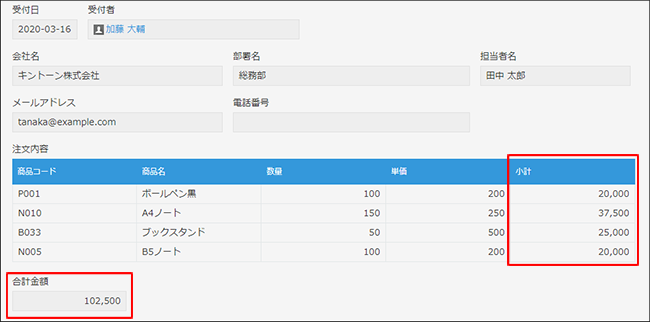 受付日 受付者
2020-03-16 加藤 大輔
会社名 部署名 担当者名
キントーン株式会社 総務部 田中 太郎
メールアドレス 電話番号
tanaka@example.com
注文内容
商品コード 商品名 数量 単価 小計
P001 ボールペン黒 100 200 20,000
N010 A4ノート 150 250 37,500
B033 ブックスタンド 50 500 25,000
N005 B5ノート 100 200 20,000
合計金額
102,500